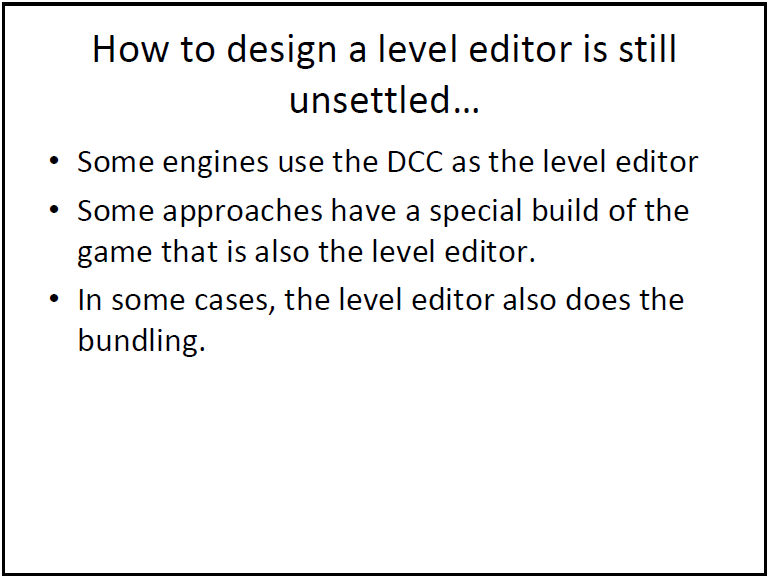 How to design a level editor is still
unsettled…
• Some engines use the DCC as the level editor
• Some approaches have a special build of the
game that is also the level editor.
• In some cases, the level editor also does the
bundling.